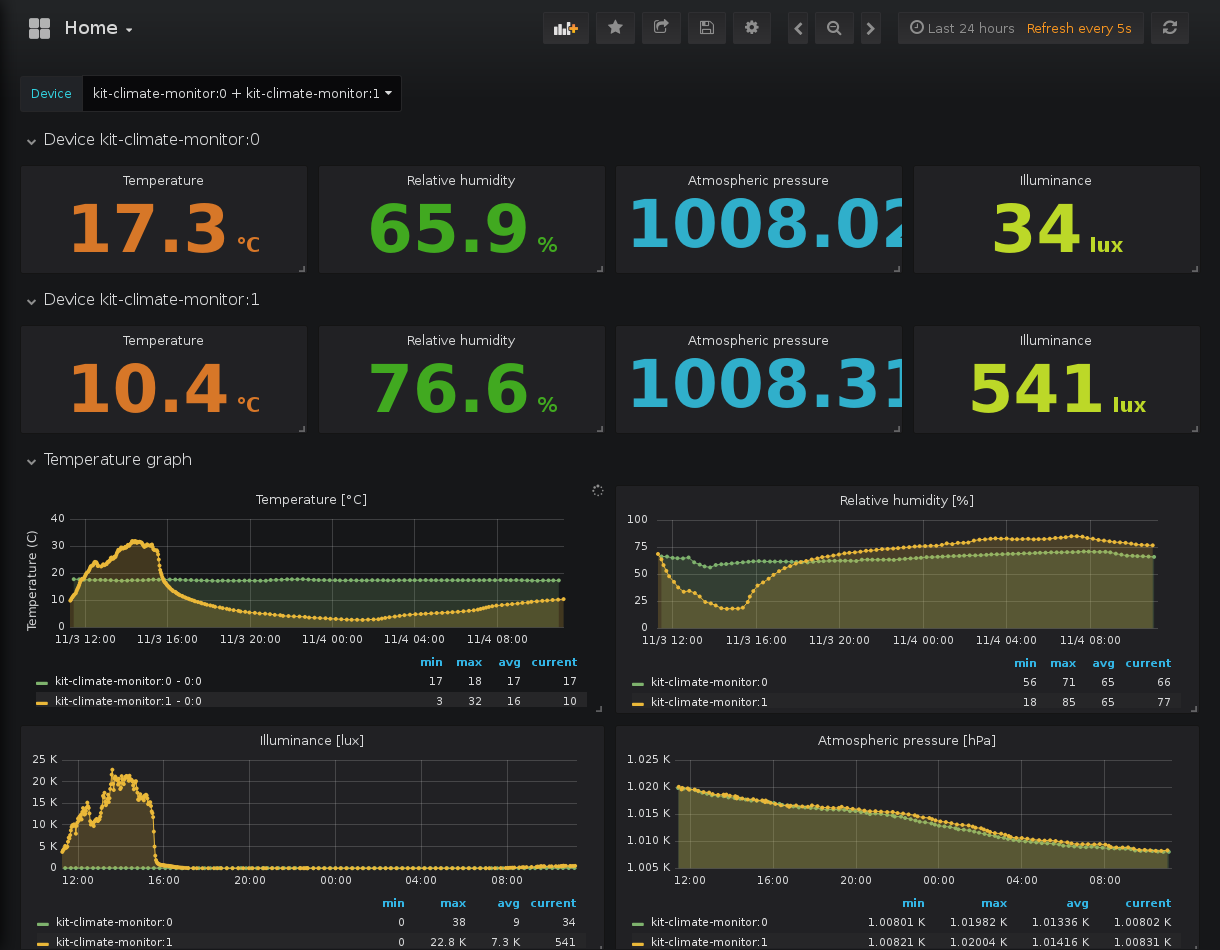 Home
Last 24 hours Refresh every 5s
Device kit-climate-monitor:0 + kit-climate-monitor:1
Device kit-climate-monitor:0
Temperature Relative humidity Atmospheric pressure Illuminance
17.3 °C 65.9 % 1008.02 34 lux
Device kit-climate-monitor:1
Temperature Relative humidity Atmospheric pressure Illuminance
10.4 °C 76.6 % 1008.31 541 lux
Temperature graph
Temperature [°C]
Temperature (C)
40
30
20
10
0
11/3 12:00 11/3 16:00 11/3 20:00 11/4 00:00 11/4 04:00 11/4 08:00
min max avg current
kit-climate-monitor:0 - 0:0 17 18 17 17
kit-climate-monitor:1 - 0:0 3 32 16 10
Relative humidity [%]
100
75
50
25
0
11/3 12:00 11/3 16:00 11/3 20:00 11/4 00:00 11/4 04:00 11/4 08:00
min max avg current
kit-climate-monitor:0 56 71 65 66
kit-climate-monitor:1 18 85 65 77
Illuminance [lux]
25 K
20 K
15 K
10 K
5 K
0
12:00 16:00 20:00 00:00 04:00 08:00
min max avg current
kit-climate-monitor:0 0 38 9 34
kit-climate-monitor:1 0 22.8 K 7.3 K 541
Atmospheric pressure [hPa]
1.025 K
1.020 K
1.015 K
1.010 K
1.005 K
12:00 16:00 20:00 00:00 04:00 08:00
min max avg current
kit-climate-monitor:0 1.00801 K 1.01982 K 1.01336 K 1.00802 K
kit-climate-monitor:1 1.00821 K 1.02004 K 1.01416 K 1.00831 K